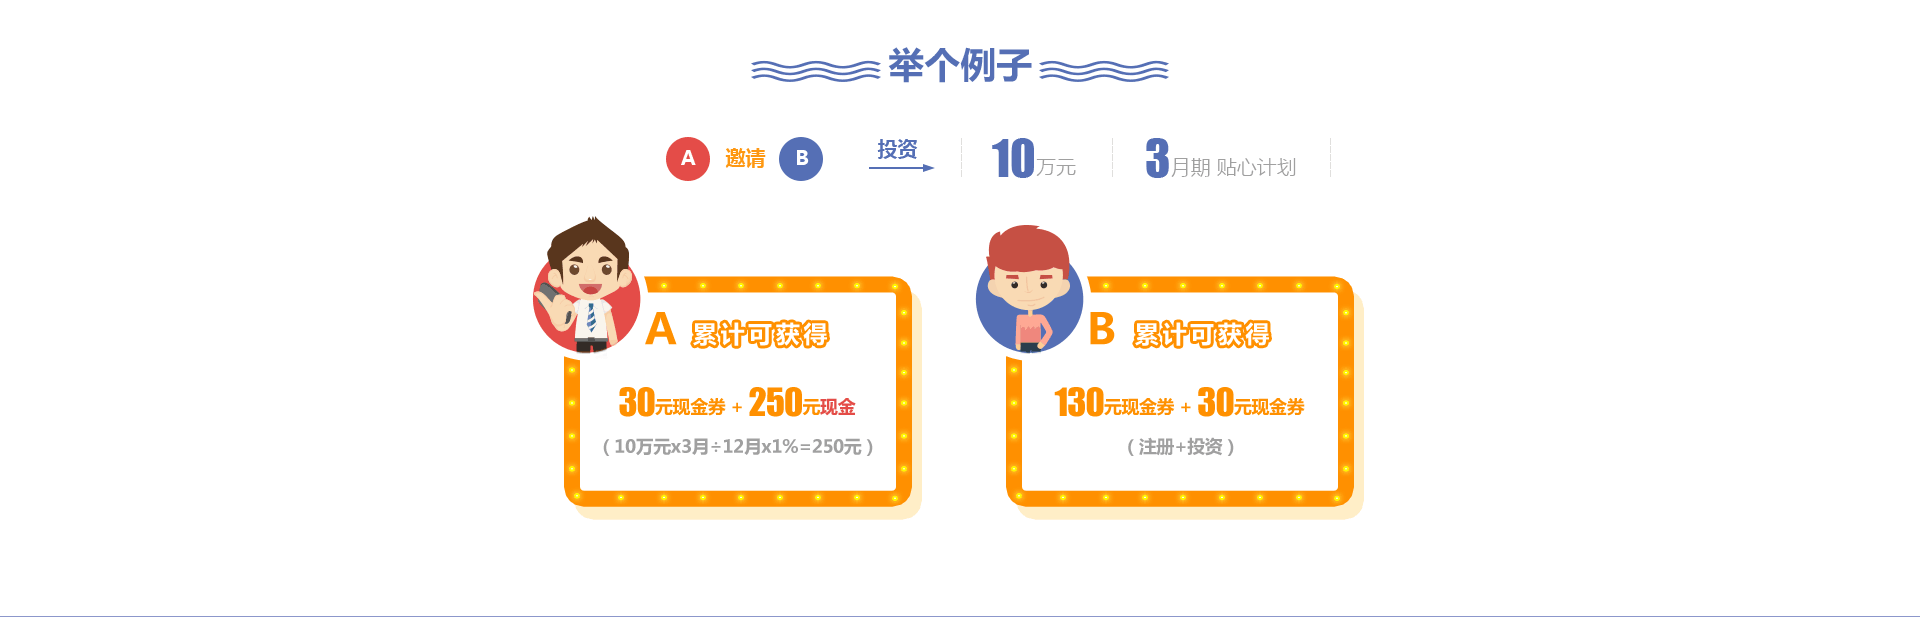 举个例子
A 邀请 B 投资 10万元 3月期 贴心计划
A 累计可获得
30元现金券 + 250元现金
（10万元x3月÷12月x1%=250元）
B 累计可获得
130元现金券 + 30元现金券
（注册+投资）